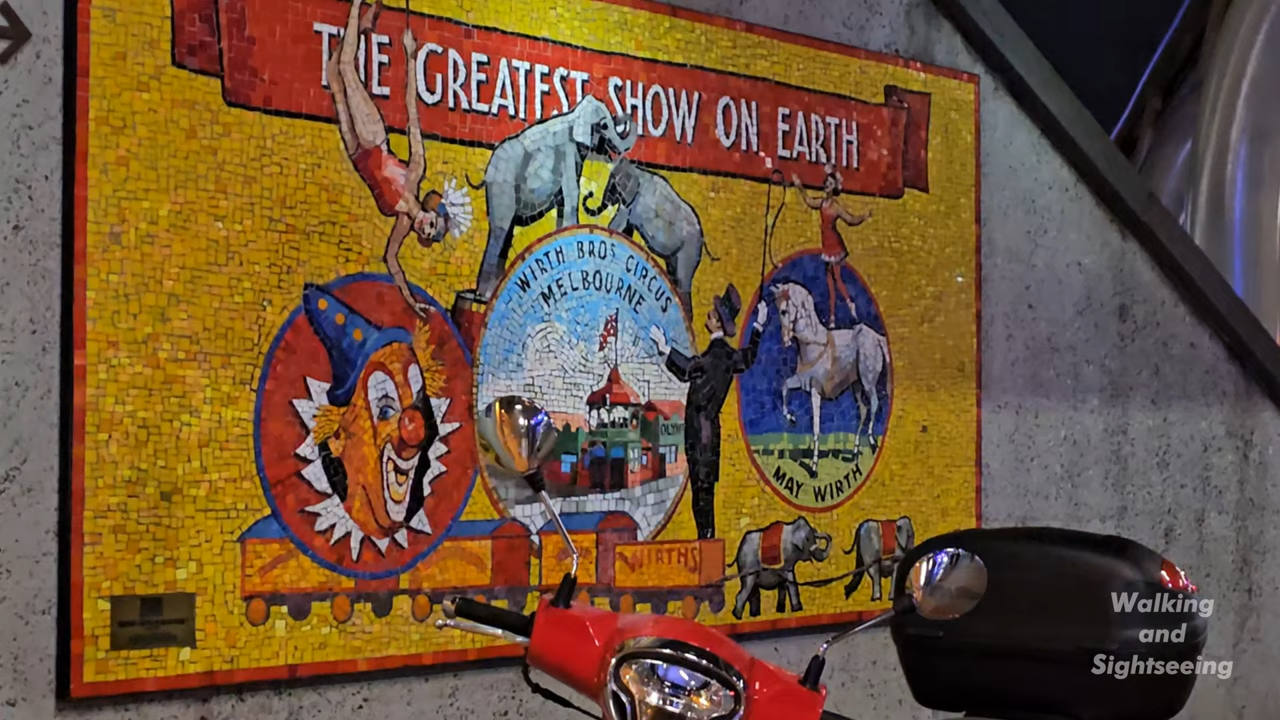 THE GREATEST SHOW ON EARTH
WIRTH BROS CIRCUS
MELBOURNE
MAY WIRTH
WIRTHS
Walking
and
Sightseeing